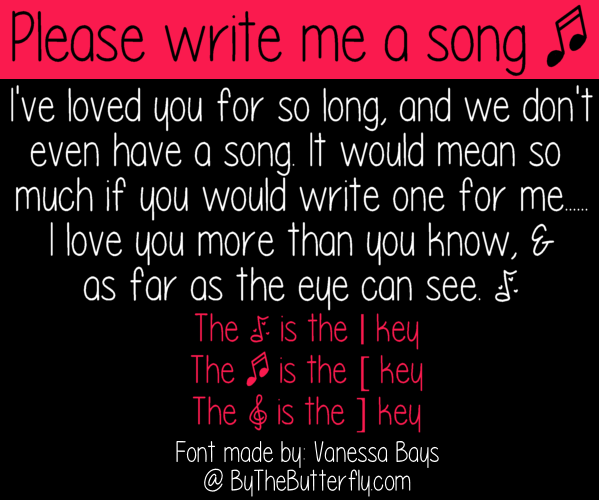 Please write me a song 🎵
I've loved you for so long, and we don't
even have a song. It would mean so
much if you would write one for me......
I love you more than you know, &
as far as the eye can see.
The is the | key
The 🎵 is the [ key
The 𝄞 is the ] key
Font made by: Vanessa Bays
@ ByTheButterfly.com